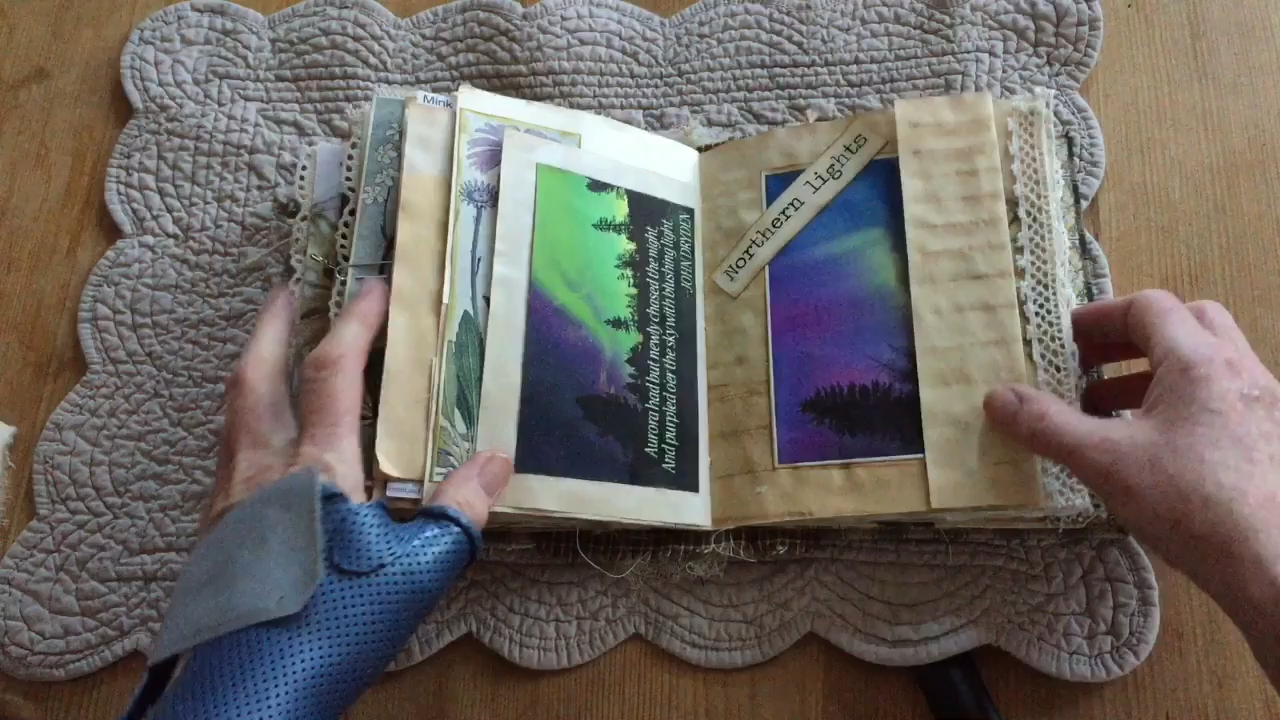 Mink
Aurora had but newly chased the night,
And purpled o'er the sky with blushing light.
--JOHN DRYDEN
Northern lights